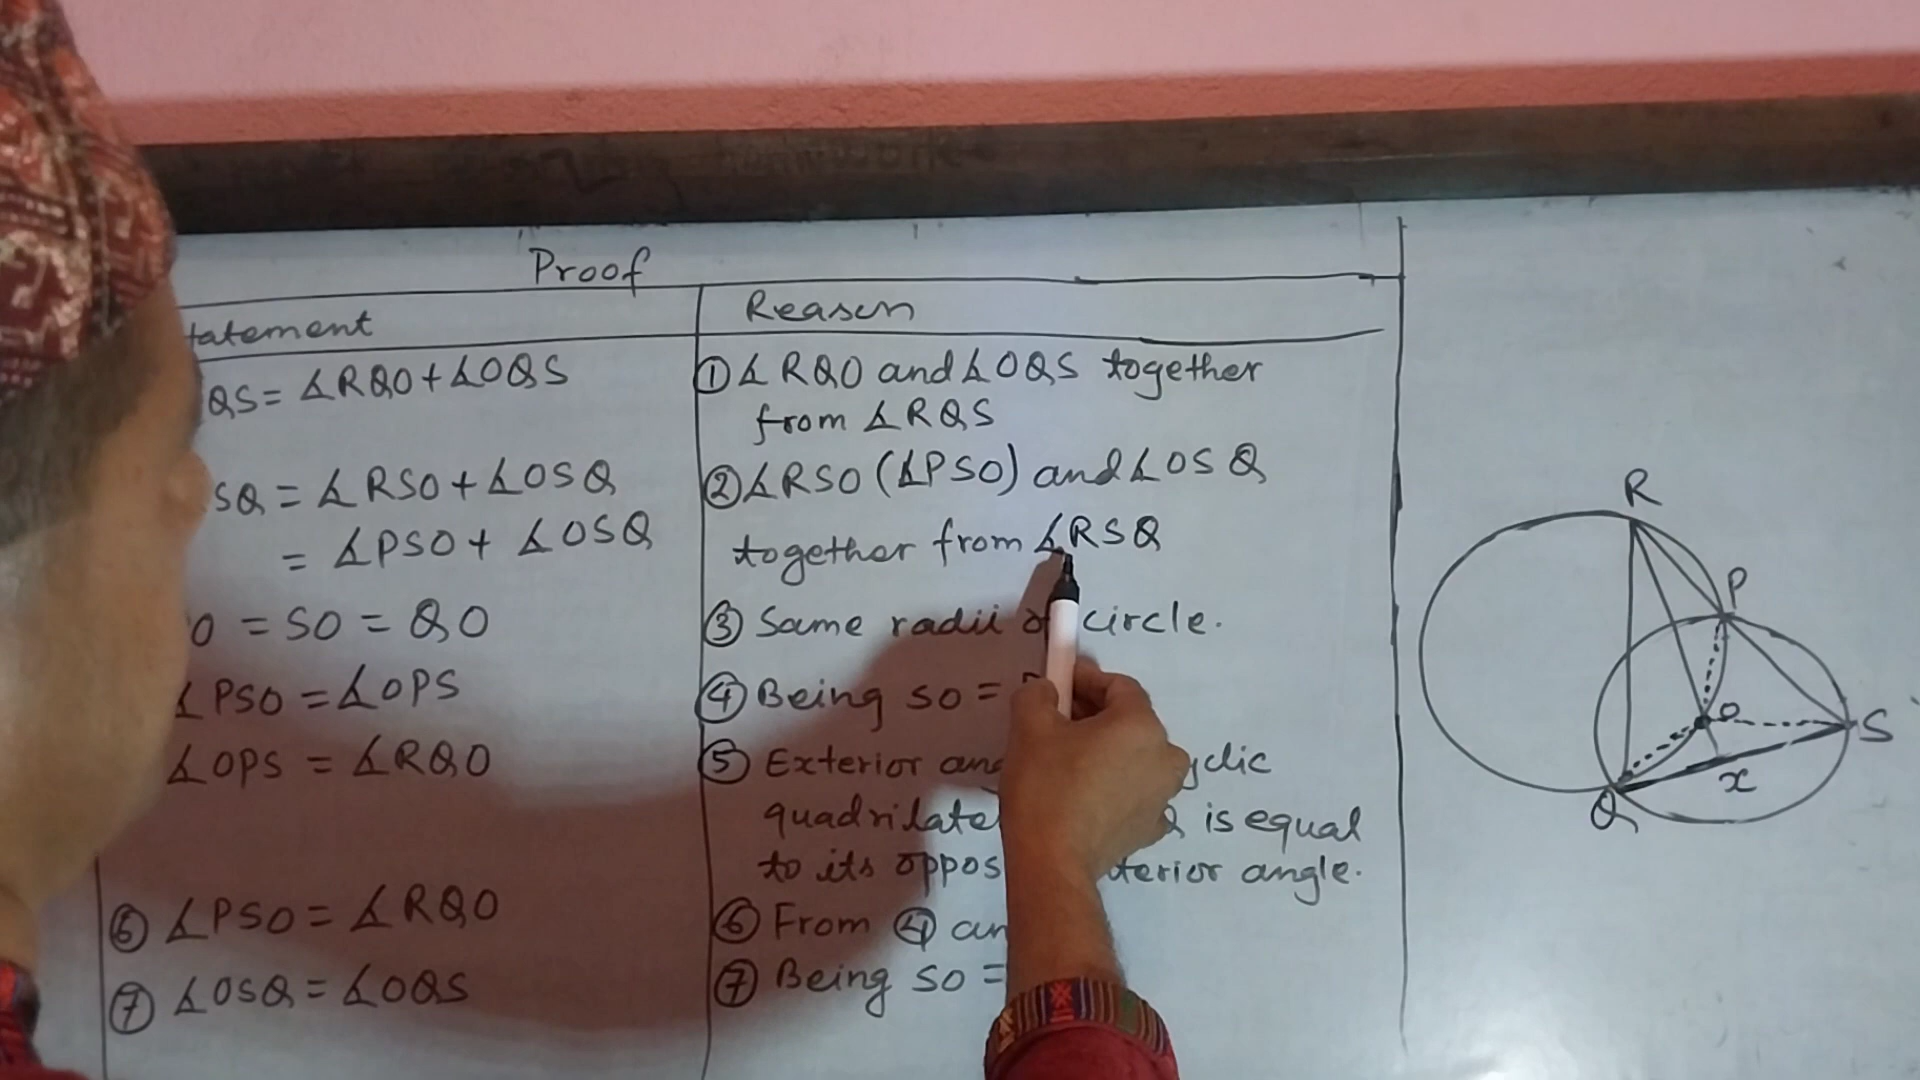 Proof
tatement
Reason
QS = ∡RQO + ∡OQS
① ∡RQO and ∡OQS together
from ∡RQS
SQ = ∡RSO + ∡OSQ
= ∡PSO + ∡OSQ
② ∡RSO (∡PSO) and ∡OSQ
together from ∡RSQ
O = SO = QO
③ Same radii of circle.
∡PSO = ∡OPS
④ Being SO =
∡OPS = ∡RQO
⑤ Exterior ang yclic
quadrilate Q is equal
to its oppos terior angle.
⑥ ∡PSO = ∡RQO
⑥ From ④ an
⑦ ∡OSQ = ∡OQS
⑦ Being SO =
R
P
O
S
x
Q